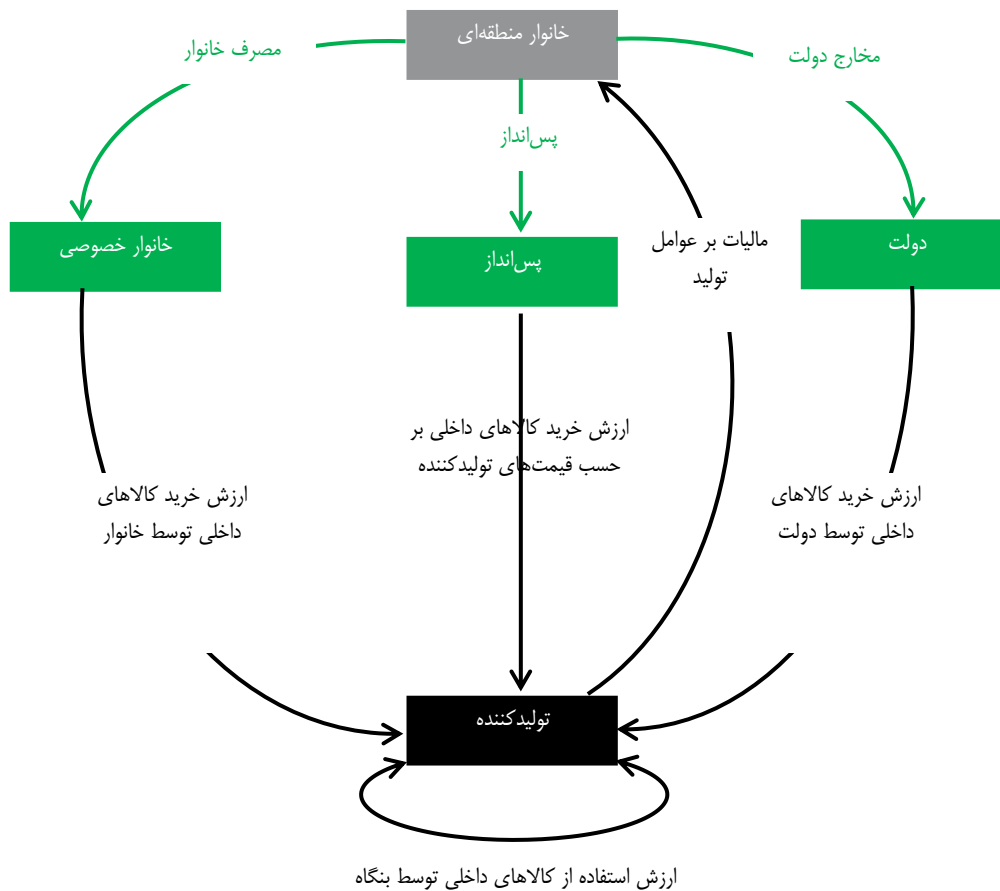 خانوار منطقه‌ای
مخارج دولت
مصرف خانوار
پس‌انداز
دولت
پس‌انداز
خانوار خصوصی
مالیات بر عوامل
تولید
ارزش خرید کالاهای داخلی بر
حسب قیمت‌های تولیدکننده
ارزش خرید کالاهای
داخلی توسط دولت
ارزش خرید کالاهای
داخلی توسط خانوار
تولیدکننده
ارزش استفاده از کالاهای داخلی توسط بنگاه